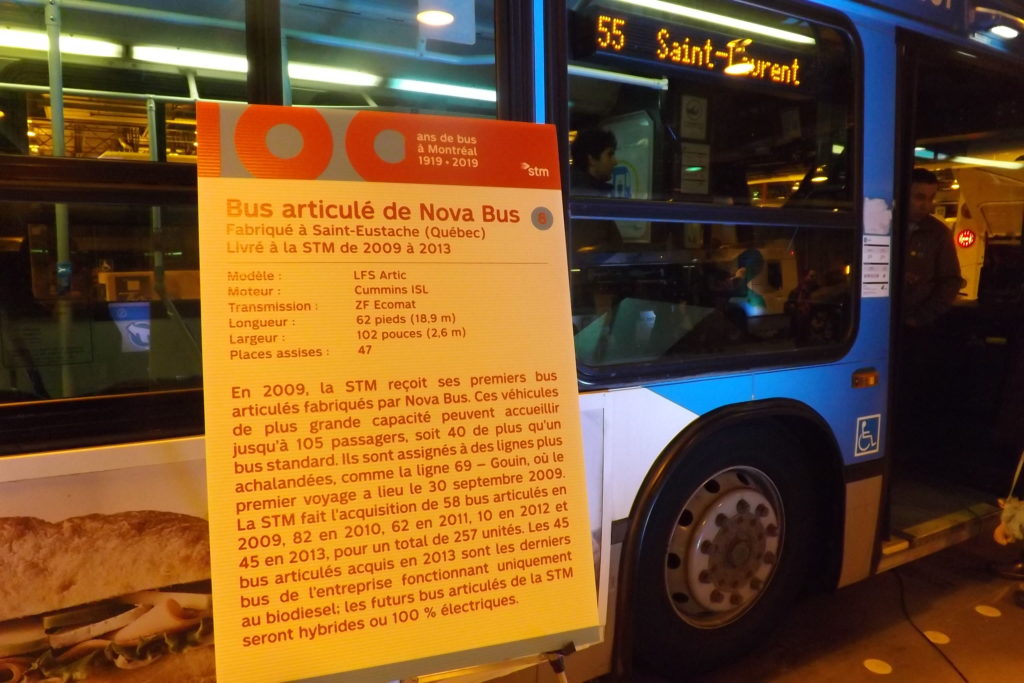 55 Saint-Laurent
100
ans de bus
à Montréal
1919 • 2019
stm
Bus articulé de Nova Bus 8
Fabriqué à Saint-Eustache (Québec)
Livré à la STM de 2009 à 2013
Modèle : LFS Artic
Moteur : Cummins ISL
Transmission : ZF Ecomat
Longueur : 62 pieds (18,9 m)
Largeur : 102 pouces (2,6 m)
Places assises : 47
En 2009, la STM reçoit ses premiers bus
articulés fabriqués par Nova Bus. Ces véhicules
de plus grande capacité peuvent accueillir
jusqu'à 105 passagers, soit 40 de plus qu'un
bus standard. Ils sont assignés à des lignes plus
achalandées, comme la ligne 69 – Gouin, où le
premier voyage a lieu le 30 septembre 2009.
La STM fait l'acquisition de 58 bus articulés en
2009, 82 en 2010, 62 en 2011, 10 en 2012 et
45 en 2013, pour un total de 257 unités. Les 45
bus articulés acquis en 2013 sont les derniers
bus de l'entreprise fonctionnant uniquement
au biodiesel; les futurs bus articulés de la STM
seront hybrides ou 100 % électriques.